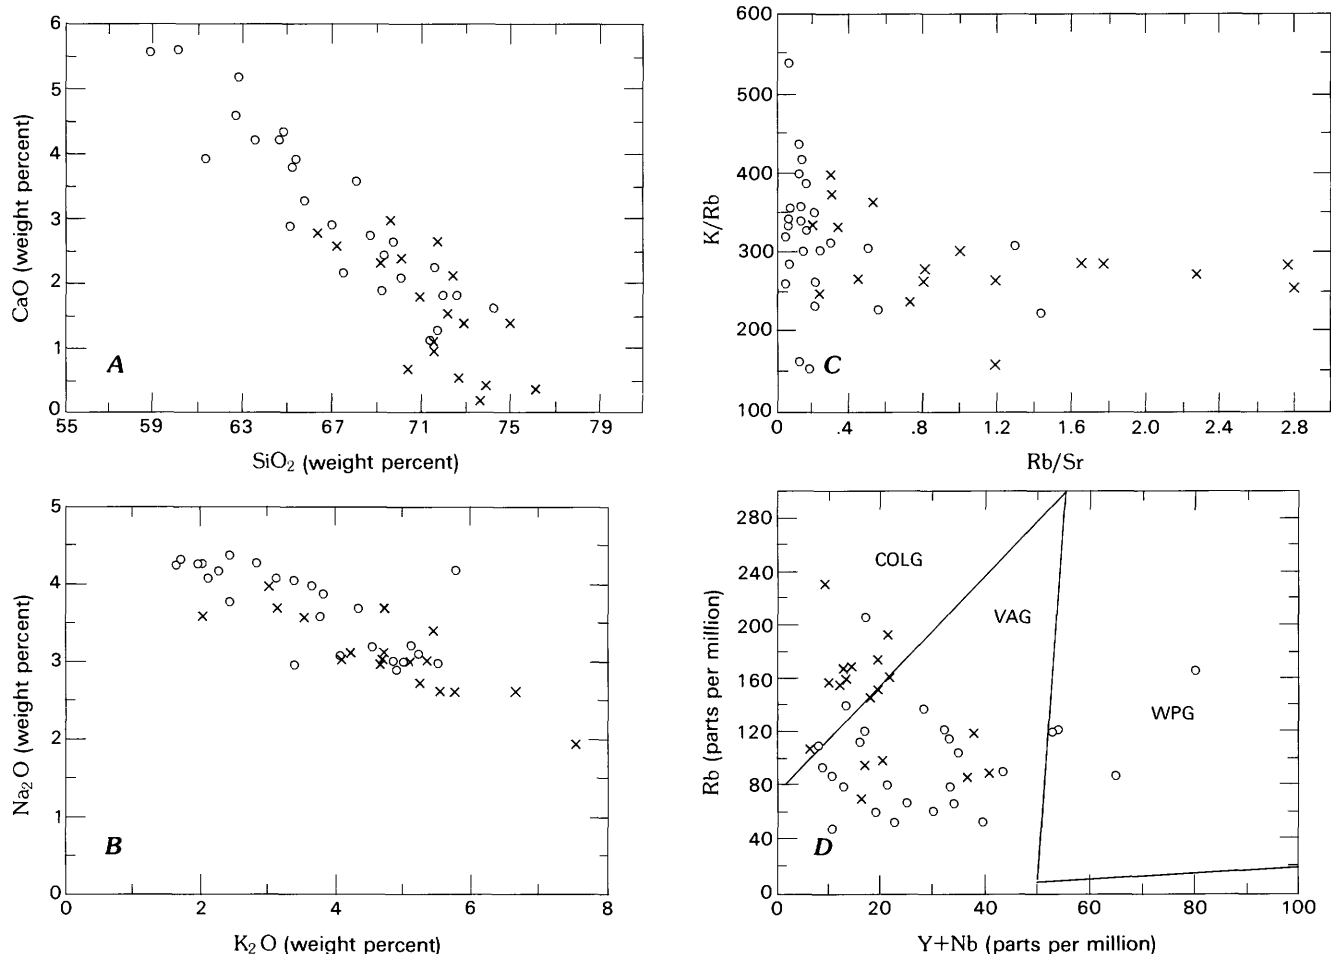 6
5
4
3
2
1
0
55 59 63 67 71 75 79
CaO (weight percent)
SiO₂ (weight percent)
A
600
500
400
300
200
100
0 .4 .8 1.2 1.6 2.0 2.4 2.8
K/Rb
Rb/Sr
C
5
4
3
2
1
0
0 2 4 6 8
Na₂O (weight percent)
K₂O (weight percent)
B
280
240
200
160
120
80
40
0
0 20 40 60 80 100
Rb (parts per million)
Y+Nb (parts per million)
COLG
VAG
WPG
D